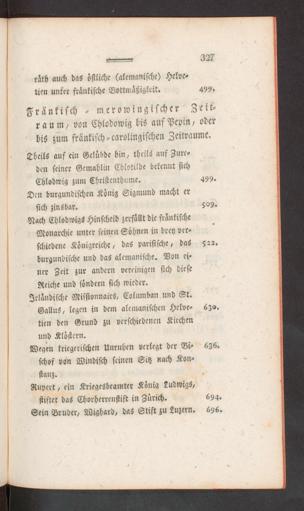 327
räth auch das östliche (alemanische) Helve-
tien unter fränkische Bottmäßigkeit. 499.
Fränkisch-merowingischer Zeit-
raum, von Chlodowig bis auf Pepin, oder
bis zum fränkisch-carolingischen Zeitraume.
Theils auf ein Gelübde hin, theils auf Zure-
den seiner Gemahlin Chlotilde bekennt sich
Chlodwig zum Christenthume. 499.
Den burgundischen König Sigmund macht er
sich zinsbar. 509.
Nach Chlodwigs Hinscheid zerfällt die fränkische
Monarchie unter seinen Söhnen in drey ver-
schiedene Königreiche, das parisische, das 522.
burgundische und das alemanische. Von ei-
ner Zeit zur andern vereinigen sich diese
Reiche und söndern sich wieder.
Irländische Missionnairs, Columban und St.
Gallus, legen in dem alemanischen Helve- 630.
tien den Grund zu verschiedenen Kirchen
und Klöstern.
Wegen kriegerischen Unruhen verlegt der Bi- 636.
schof von Windisch seinen Sitz nach Kon-
stanz.
Rupert, ein Kriegesbeamter König Ludwigs,
stiftet das Chorherrenstift in Zürich. 694.
Sein Bruder, Wighard, das Stift zu Luzern. 696.